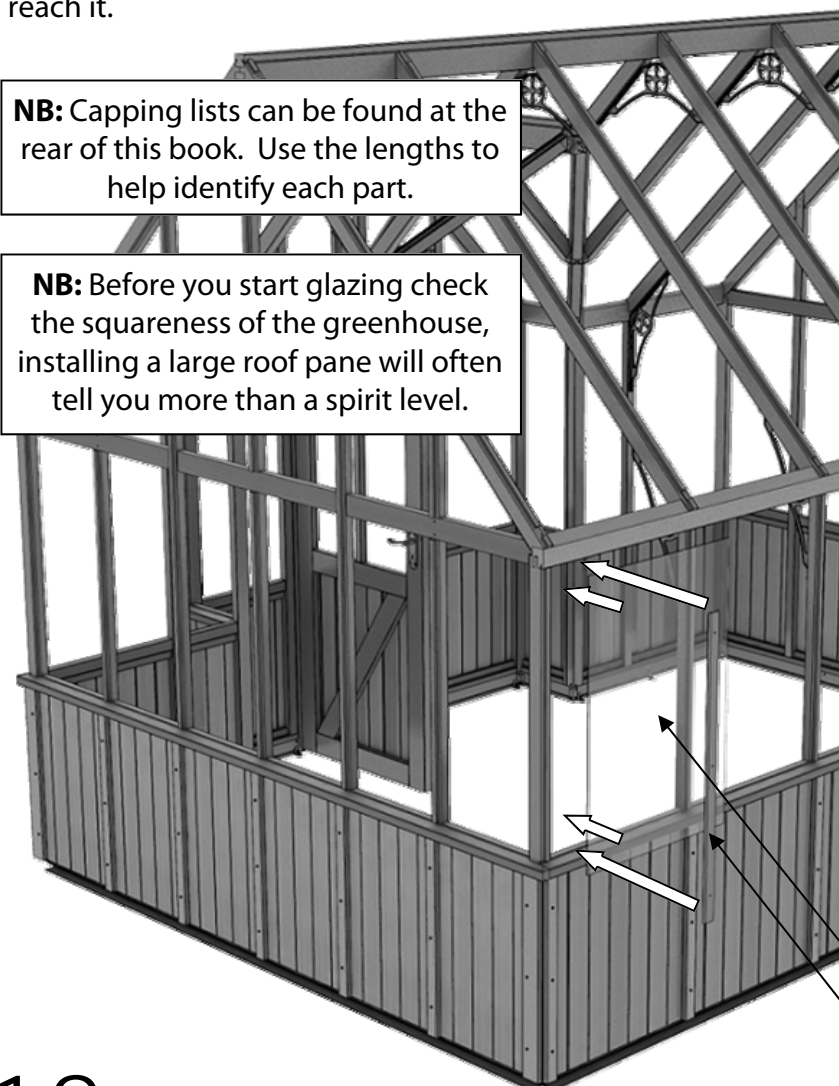 reach it.
NB: Capping lists can be found at the
rear of this book.  Use the lengths to
help identify each part.
NB: Before you start glazing check
the squareness of the greenhouse,
installing a large roof pane will often
tell you more than a spirit level.